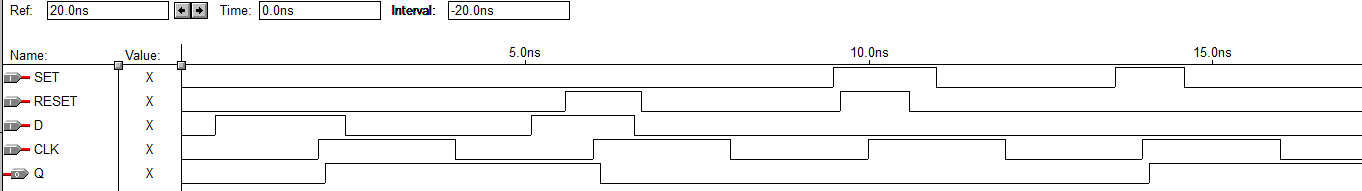 Ref: 20.0ns Time: 0.0ns Interval: -20.0ns
5.0ns 10.0ns 15.0ns
Name: Value:
SET X
RESET X
D X
CLK X
Q X